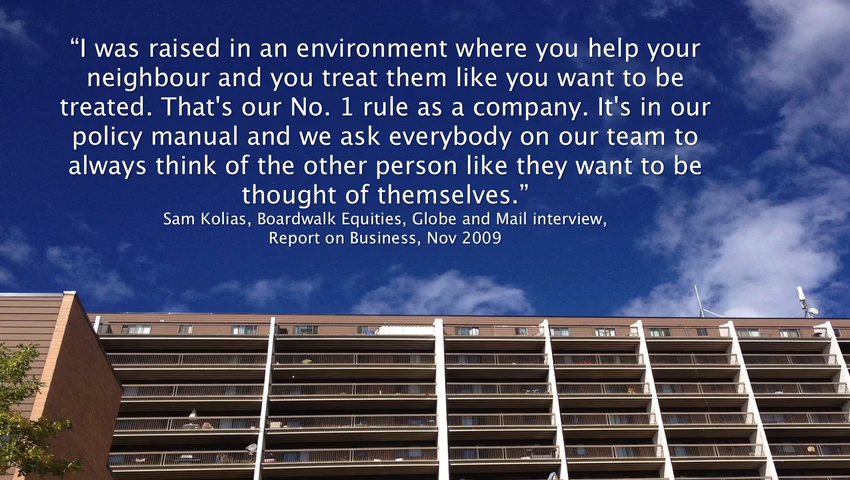 “I was raised in an environment where you help your
neighbour and you treat them like you want to be
treated. That's our No. 1 rule as a company. It's in our
policy manual and we ask everybody on our team to
always think of the other person like they want to be
thought of themselves.”
Sam Kolias, Boardwalk Equities, Globe and Mail interview,
Report on Business, Nov 2009